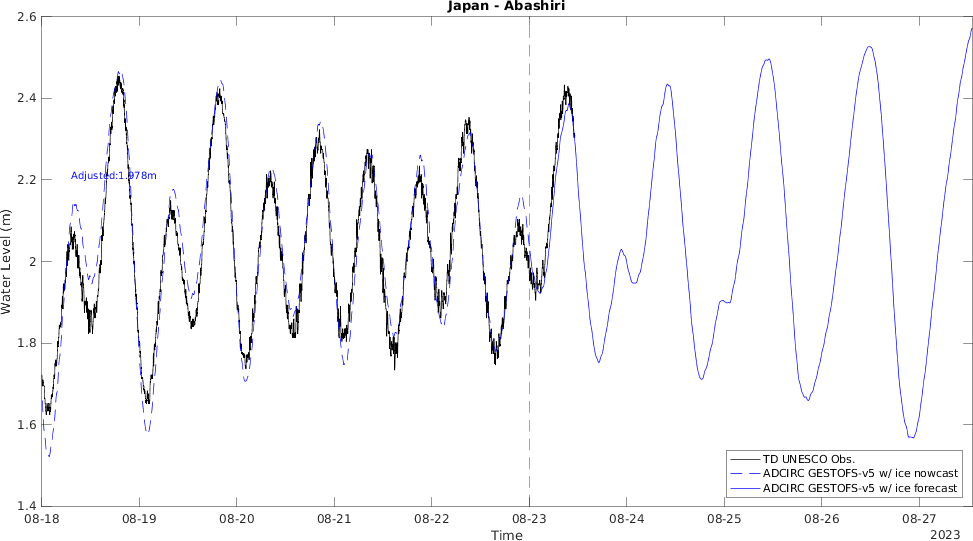 Japan - Abashiri
2.6
2.4
2.2
2
1.8
1.6
1.4
Water Level (m)
Adjusted:1.978m
TD UNESCO Obs.
ADCIRC GESTOFS-v5 w/ ice nowcast
ADCIRC GESTOFS-v5 w/ ice forecast
08-18 08-19 08-20 08-21 08-22 08-23 08-24 08-25 08-26 08-27
Time
2023